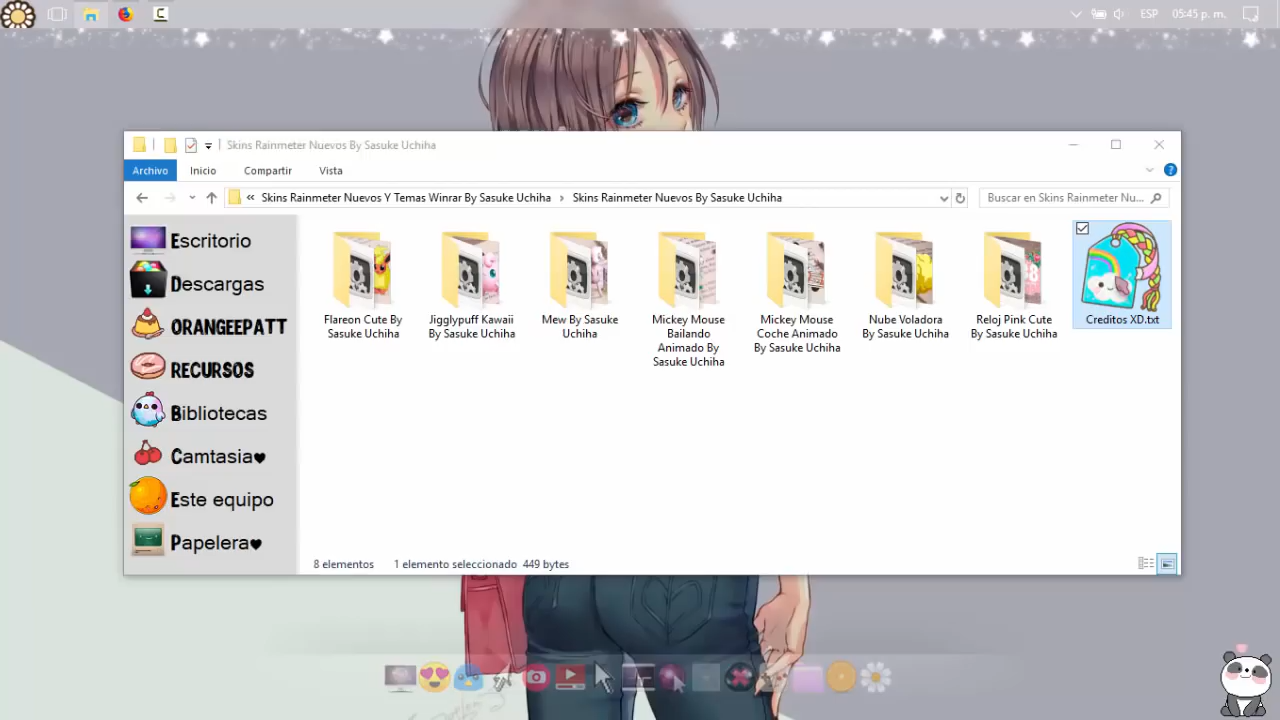 ESP 05:45 p. m.
Skins Rainmeter Nuevos By Sasuke Uchiha
Archivo Inicio Compartir Vista
« Skins Rainmeter Nuevos Y Temas Winrar By Sasuke Uchiha › Skins Rainmeter Nuevos By Sasuke Uchiha
Buscar en Skins Rainmeter Nu...
Escritorio
Descargas
ORANGEEPATT
RECURSOS
Bibliotecas
Camtasia♥
Este equipo
Papelera♥
Flareon Cute By
Sasuke Uchiha
Jigglypuff Kawaii
By Sasuke Uchiha
Mew By Sasuke
Uchiha
Mickey Mouse
Bailando
Animado By
Sasuke Uchiha
Mickey Mouse
Coche Animado
By Sasuke Uchiha
Nube Voladora
By Sasuke Uchiha
Reloj Pink Cute
By Sasuke Uchiha
Creditos XD.txt
8 elementos 1 elemento seleccionado 449 bytes